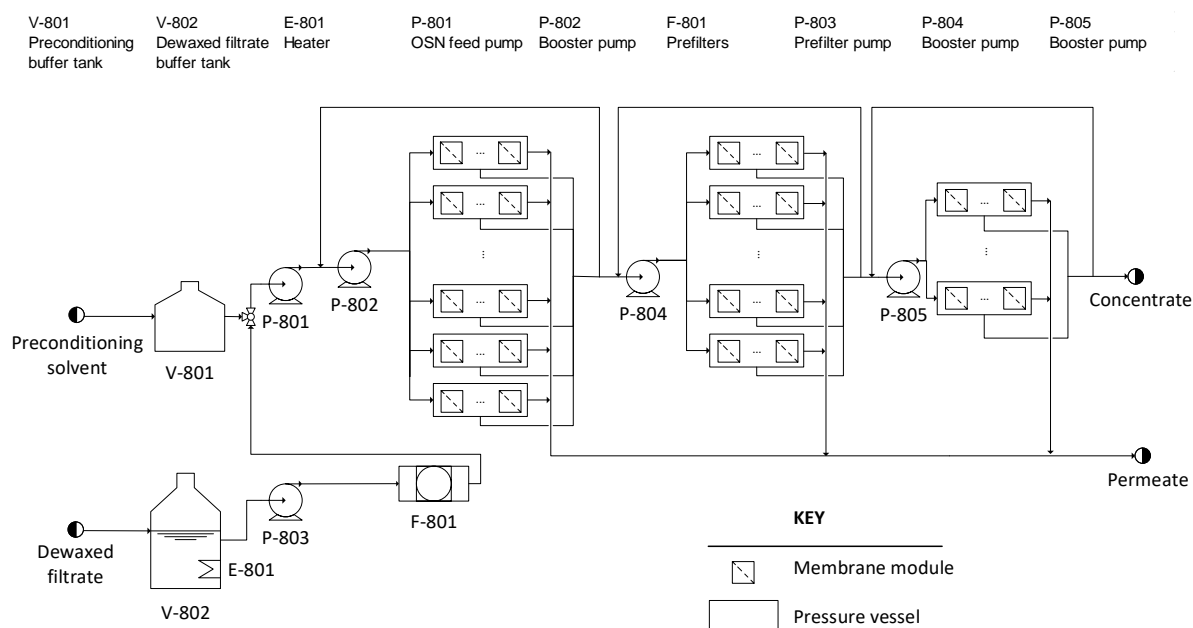 V-801 V-802 E-801 P-801 P-802 F-801 P-803 P-804 P-805
Preconditioning Dewaxed filtrate Heater OSN feed pump Booster pump Prefilters Prefilter pump Booster pump Booster pump
buffer tank buffer tank
...
...
...
...
...
...
...
...
...
...
...
...
...
...
P-802
P-804
P-805
P-801
Concentrate
Preconditioning
solvent
V-801
Permeate
F-801
P-803
KEY
Dewaxed
filtrate
E-801
Membrane module
V-802
Pressure vessel